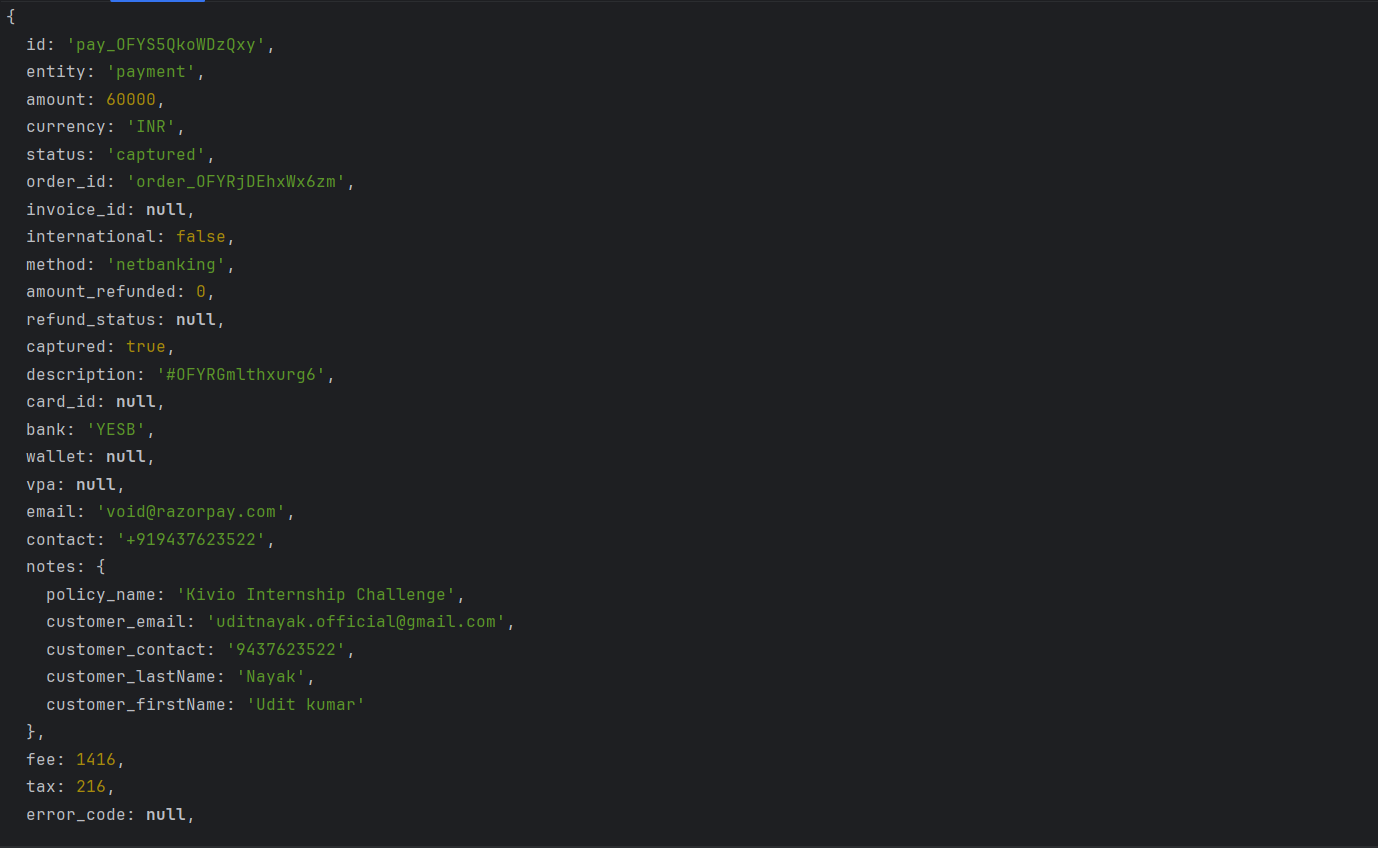 {
id: 'pay_OFYS5QkoWDzQxy',
entity: 'payment',
amount: 60000,
currency: 'INR',
status: 'captured',
order_id: 'order_OFYRjDEhxWx6zm',
invoice_id: null,
international: false,
method: 'netbanking',
amount_refunded: 0,
refund_status: null,
captured: true,
description: '#OFYRGmlthxurg6',
card_id: null,
bank: 'YESB',
wallet: null,
vpa: null,
email: 'void@razorpay.com',
contact: '+919437623522',
notes: {
policy_name: 'Kivio Internship Challenge',
customer_email: 'uditnayak.official@gmail.com',
customer_contact: '9437623522',
customer_lastName: 'Nayak',
customer_firstName: 'Udit kumar'
},
fee: 1416,
tax: 216,
error_code: null,